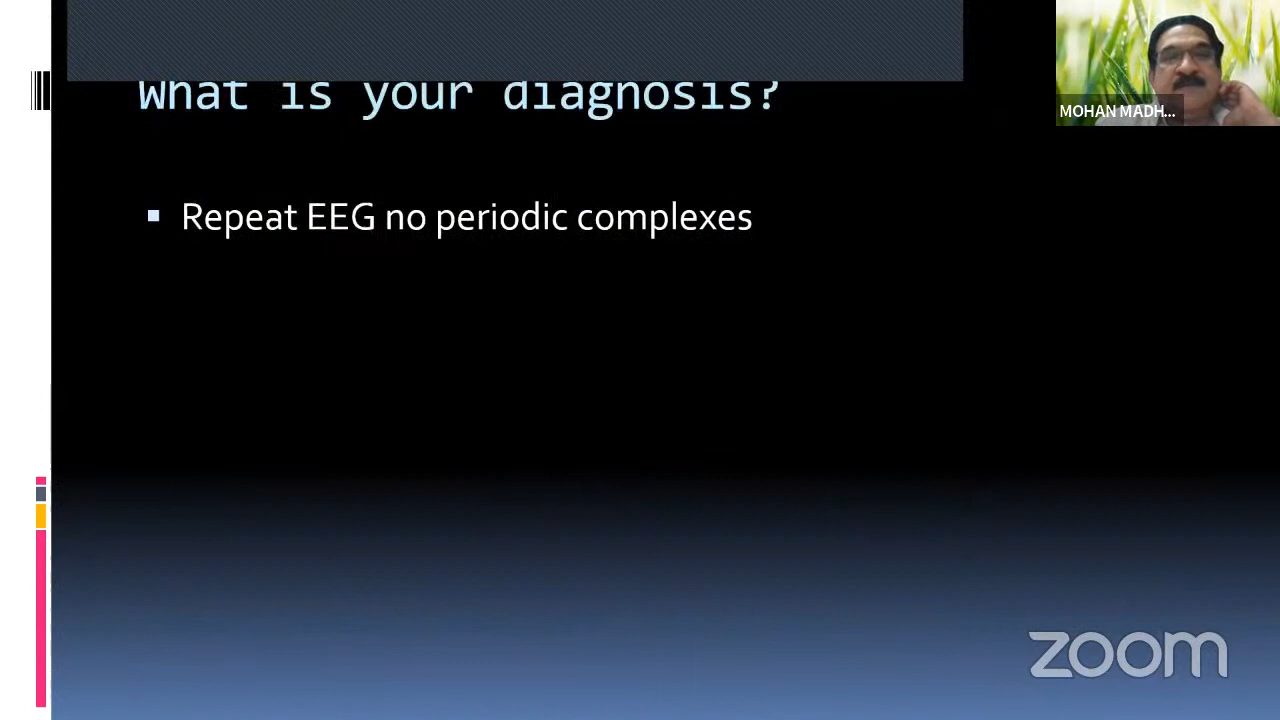 What is your diagnosis?
MOHAN MADH...
Repeat EEG no periodic complexes
zoom